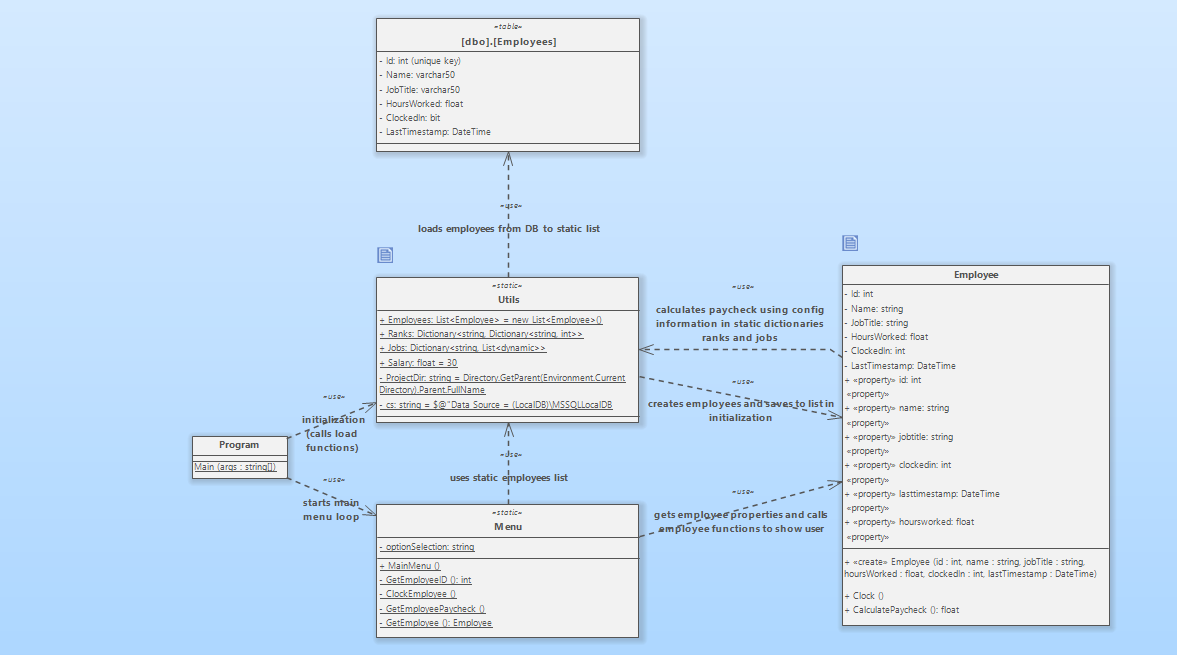 «table»
[dbo].[Employees]
- Id: int (unique key)
- Name: varchar50
- JobTitle: varchar50
- HoursWorked: float
- ClockedIn: bit
- LastTimestamp: DateTime
«use»
loads employees from DB to static list
«static»
Utils
+ Employees: List<Employee> = new List<Employee>()
+ Ranks: Dictionary<string, Dictionary<string, int>>
+ Jobs: Dictionary<string, List<dynamic>>
+ Salary: float = 30
- ProjectDir: string = Directory.GetParent(Environment.Current
Directory).Parent.FullName
- cs: string = $@"Data Source = (LocalDB)\MSSQLLocalDB
«use»
calculates paycheck using config
information in static dictionaries
ranks and jobs
«use»
creates employees and saves to list in
initialization
Employee
- Id: int
- Name: string
- JobTitle: string
- HoursWorked: float
- ClockedIn: int
- LastTimestamp: DateTime
+ «property» id: int
«property»
+ «property» name: string
«property»
+ «property» jobtitle: string
«property»
+ «property» clockedin: int
«property»
+ «property» lasttimestamp: DateTime
«property»
+ «property» hoursworked: float
«property»
+ «create» Employee (id : int, name : string, jobTitle : string,
hoursWorked : float, clockedIn : int, lastTimestamp : DateTime)
+ Clock ()
+ CalculatePaycheck (): float
«use»
initialization
(calls load
functions)
Program
Main (args : string[])
«use»
starts main
menu loop
«use»
uses static employees list
«use»
gets employee properties and calls
employee functions to show user
«static»
Menu
- optionSelection: string
+ MainMenu ()
- GetEmployeeID (): int
- ClockEmployee ()
- GetEmployeePaycheck ()
- GetEmployee (): Employee